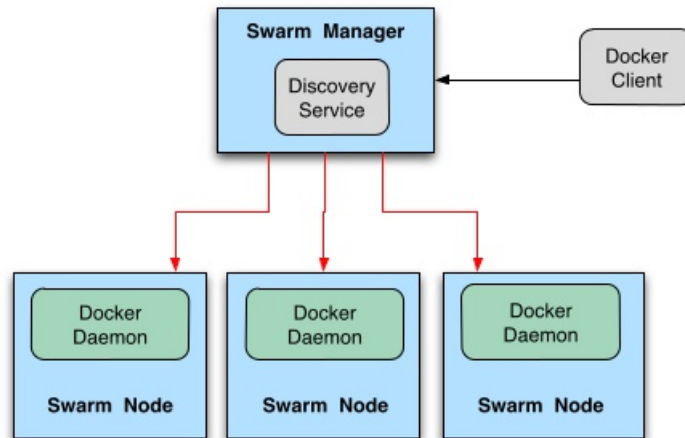 Swarm Manager
Discovery
Service
Docker
Client
Docker
Daemon
Swarm Node
Docker
Daemon
Swarm Node
Docker
Daemon
Swarm Node